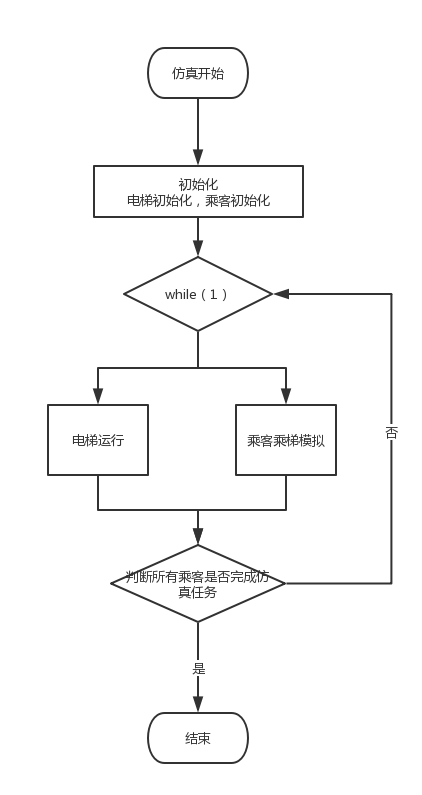 仿真开始
初始化
电梯初始化，乘客初始化
while（1）
电梯运行
乘客乘梯模拟
否
判断所有乘客是否完成仿
真任务
是
结束